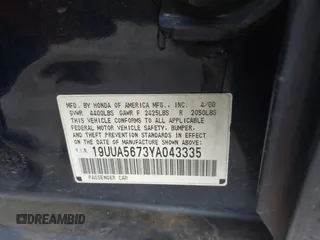 MFD. BY HONDA OF AMERICA MFG., INC. 4/00
GVWR 4400LBS GAWR F 2425LBS R 2050LBS
THIS VEHICLE CONFORMS TO ALL APPLICABLE
FEDERAL MOTOR VEHICLE SAFETY, BUMPER,
AND THEFT PREVENTION STANDARDS IN EFFECT
ON THE DATE OF MANUFACTURE SHOWN ABOVE.
V.I.N. 19UUA5673YA043335
PASSENGER CAR
A AUTOBIDMASTER